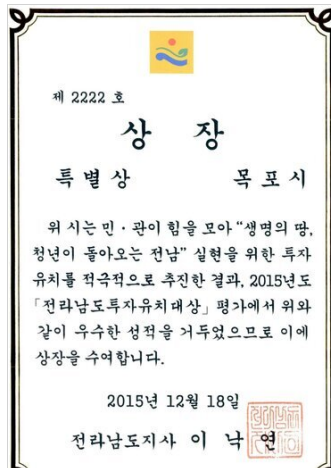 제 2222 호
상 장
특별상 목포시
위 시는 민·관이 힘을 모아 “생명의 땅,
청년이 돌아오는 전남” 실현을 위한 투자
유치를 적극적으로 추진한 결과, 2015년도
「전라남도투자유치대상」 평가에서 위와
같이 우수한 성적을 거두었으므로 이에
상장을 수여합니다.
2015년 12월 18일
전라남도지사 이 낙 연